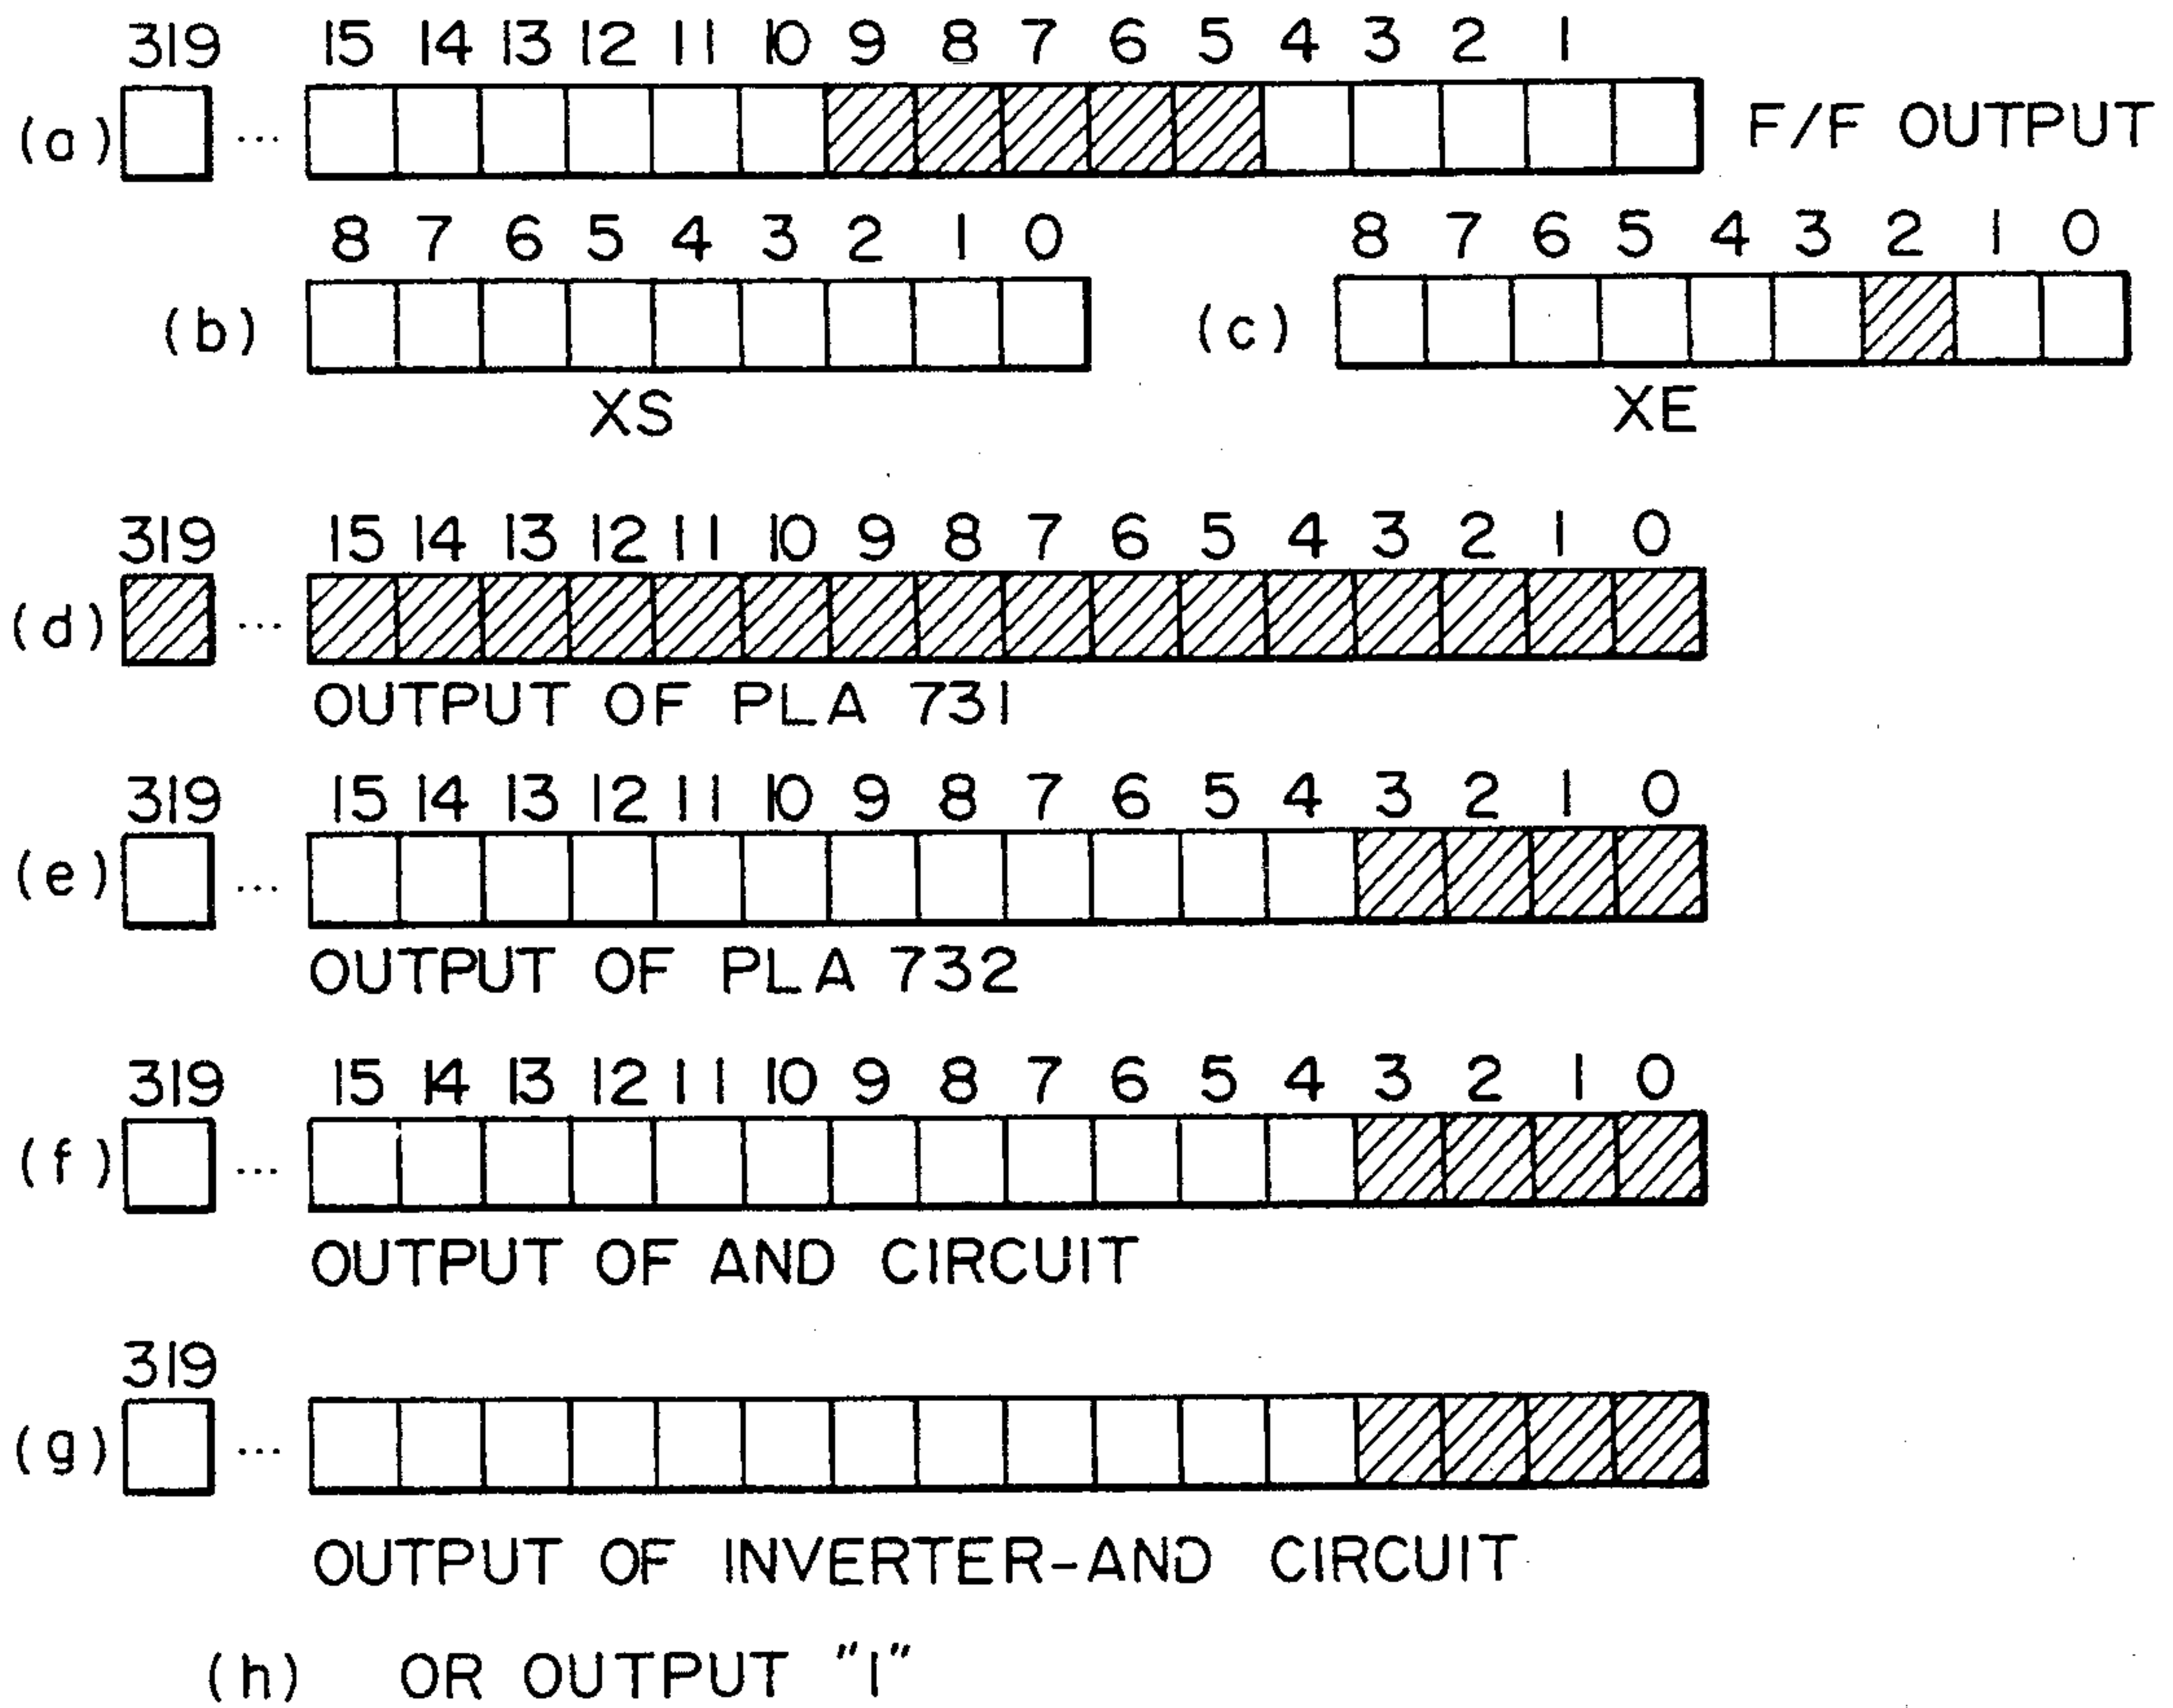 319 15 14 13 12 11 10 9 8 7 6 5 4 3 2 1
(a) ... F/F OUTPUT
8 7 6 5 4 3 2 1 0 8 7 6 5 4 3 2 1 0
(b) (c)
XS XE
319 15 14 13 12 11 10 9 8 7 6 5 4 3 2 1 0
(d) ...
OUTPUT OF PLA 731
319 15 14 13 12 11 10 9 8 7 6 5 4 3 2 1 0
(e) ...
OUTPUT OF PLA 732
319 15 14 13 12 11 10 9 8 7 6 5 4 3 2 1 0
(f) ...
OUTPUT OF AND CIRCUIT
319
(g) ...
OUTPUT OF INVERTER-AND CIRCUIT
(h) OR OUTPUT "1"